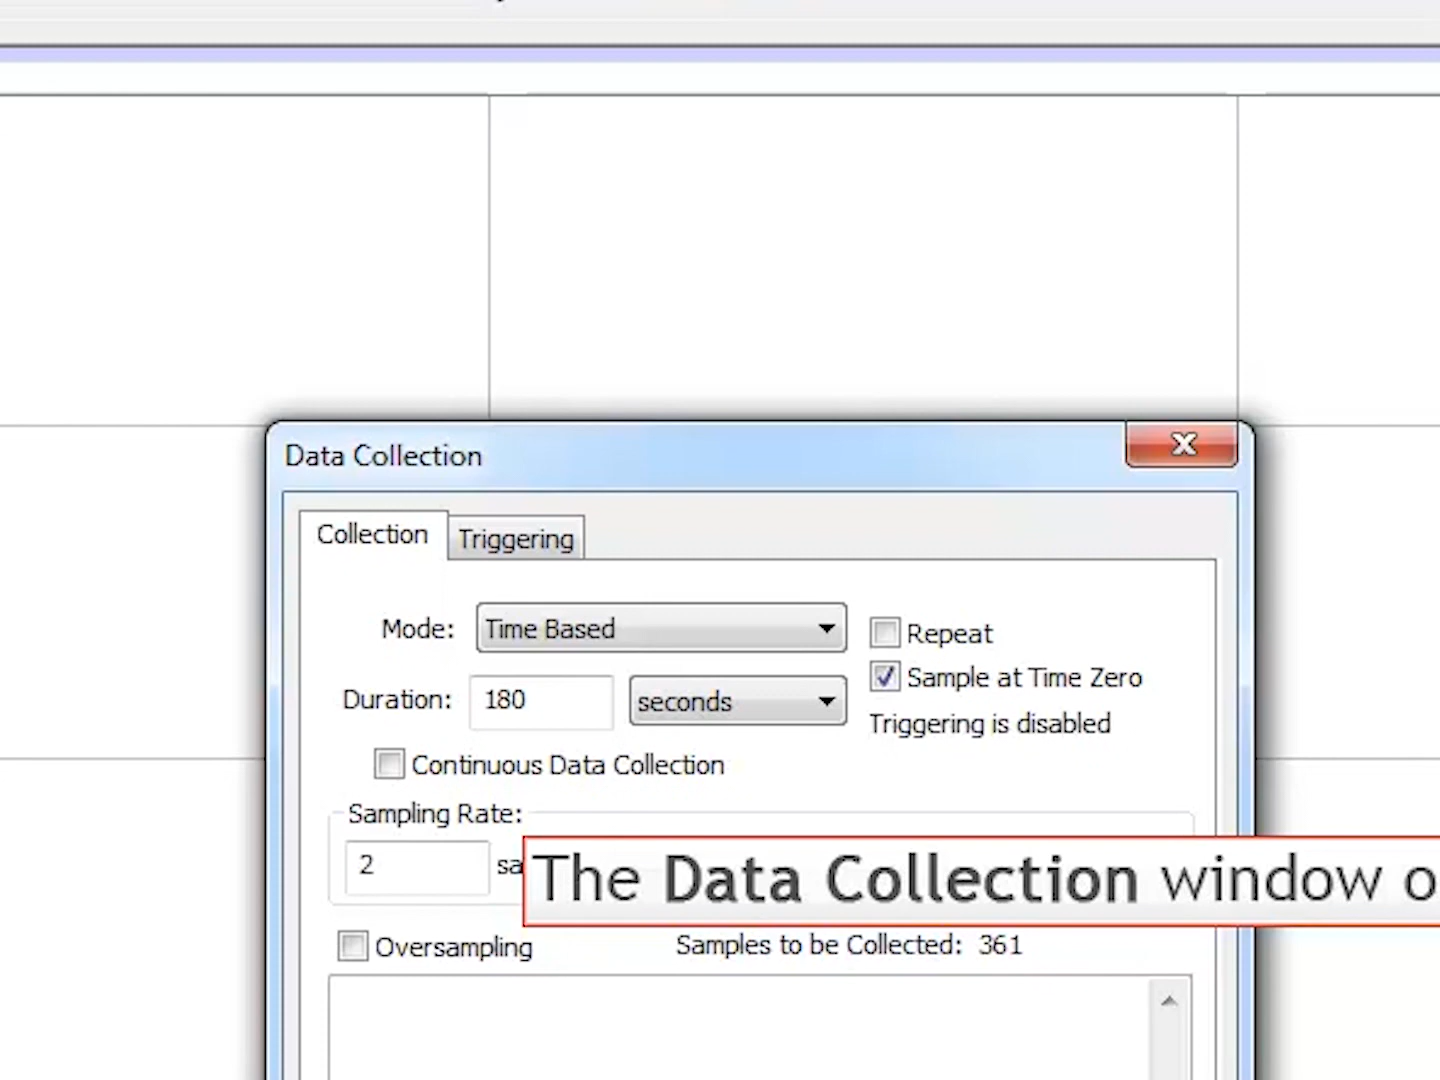 Data Collection
Collection
Triggering
Mode: Time Based
Repeat
Sample at Time Zero
Duration: 180 seconds
Triggering is disabled
Continuous Data Collection
Sampling Rate:
2
The Data Collection window
Oversampling
Samples to be Collected: 361